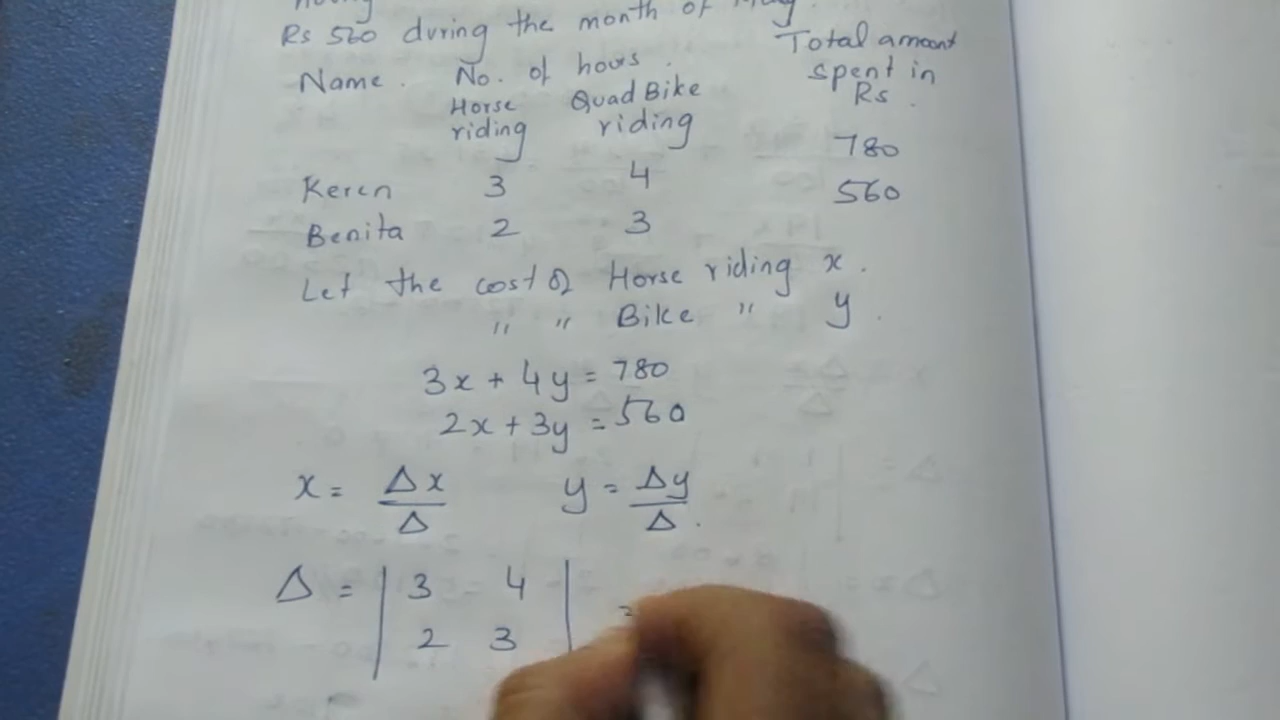 Rs 560 during the month of May.
Name. No. of hours. Total amount spent in Rs.
Horse riding Quad Bike riding
Keren 3 4 780
Benita 2 3 560
Let the cost of Horse riding x.
" " Bike " y.
3x + 4y = 780
2x + 3y = 560
x = Δx/Δ y = Δy/Δ.
Δ = | 3 4 | =
| 2 3 |